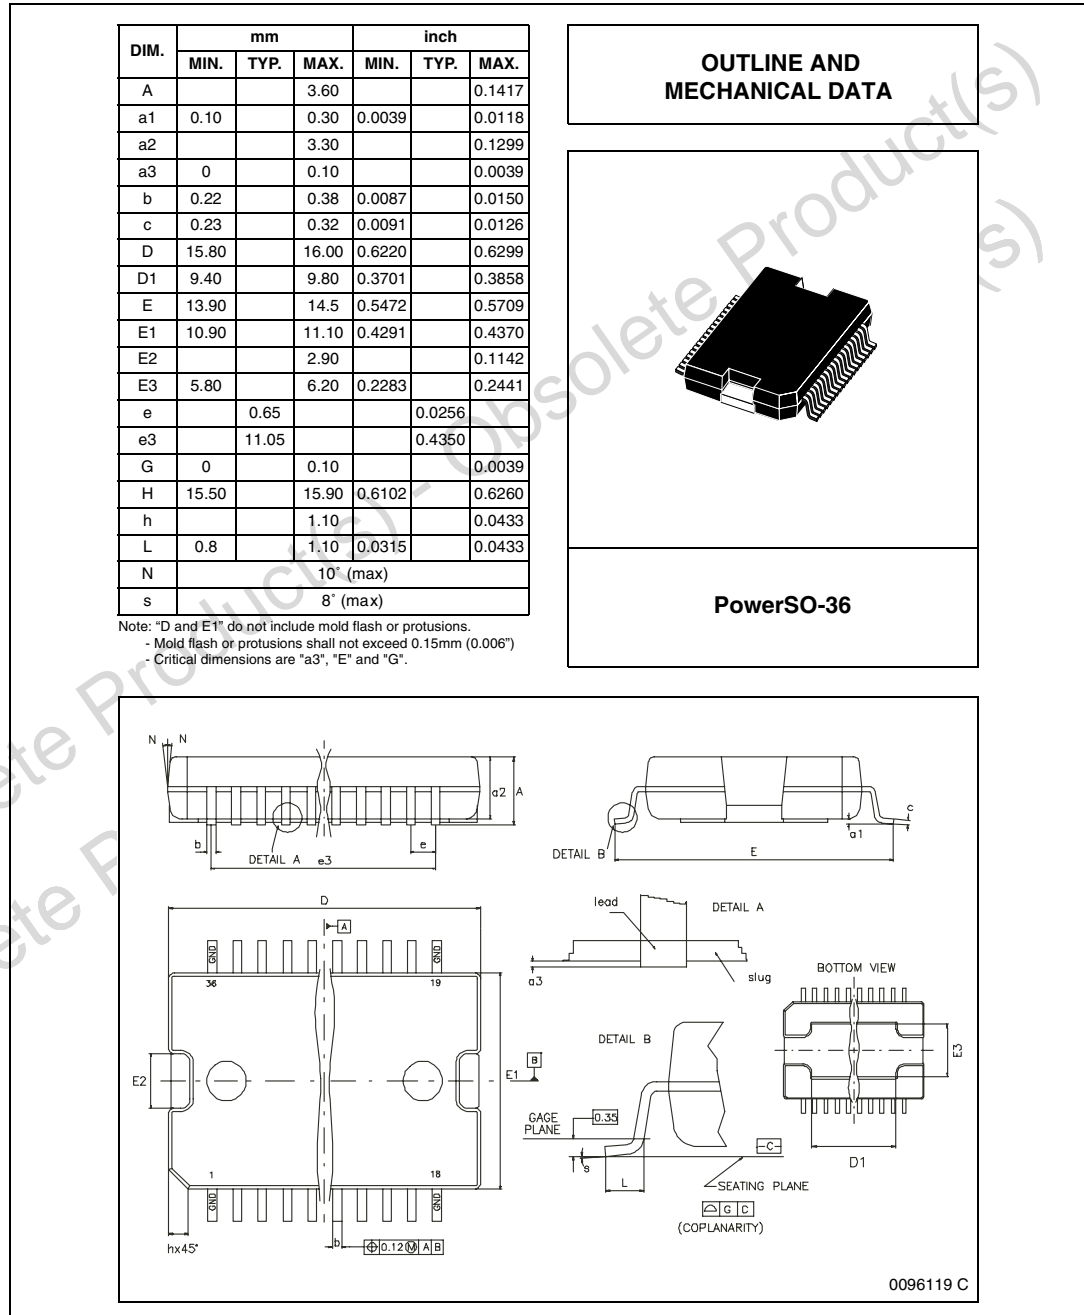 DIM. mm inch
MIN. TYP. MAX. MIN. TYP. MAX.
A 3.60 0.1417
a1 0.10 0.30 0.0039 0.0118
a2 3.30 0.1299
a3 0 0.10 0.0039
b 0.22 0.38 0.0087 0.0150
c 0.23 0.32 0.0091 0.0126
D 15.80 16.00 0.6220 0.6299
D1 9.40 9.80 0.3701 0.3858
E 13.90 14.5 0.5472 0.5709
E1 10.90 11.10 0.4291 0.4370
E2 2.90 0.1142
E3 5.80 6.20 0.2283 0.2441
e 0.65 0.0256
e3 11.05 0.4350
G 0 0.10 0.0039
H 15.50 15.90 0.6102 0.6260
h 1.10 0.0433
L 0.8 1.10 0.0315 0.0433
N 10˚ (max)
s 8˚ (max)
Note: “D and E1” do not include mold flash or protusions.
- Mold flash or protusions shall not exceed 0.15mm (0.006”)
- Critical dimensions are "a3", "E" and "G".
OUTLINE AND
MECHANICAL DATA
PowerSO-36
N N
a2 A
b
DETAIL A
e3
e
DETAIL B
E
a1
c
D
A
GND
GND
36
19
E2
E1
B
1
18
GND
GND
hx45°
b
⌖ 0.12 Ⓜ A B
lead
DETAIL A
a3
slug
DETAIL B
GAGE
PLANE
0.35
-C-
s
L
SEATING PLANE
⌓ G C
(COPLANARITY)
BOTTOM VIEW
E3
D1
0096119 C
Obsolete Product(s) - Obsolete Product(s)